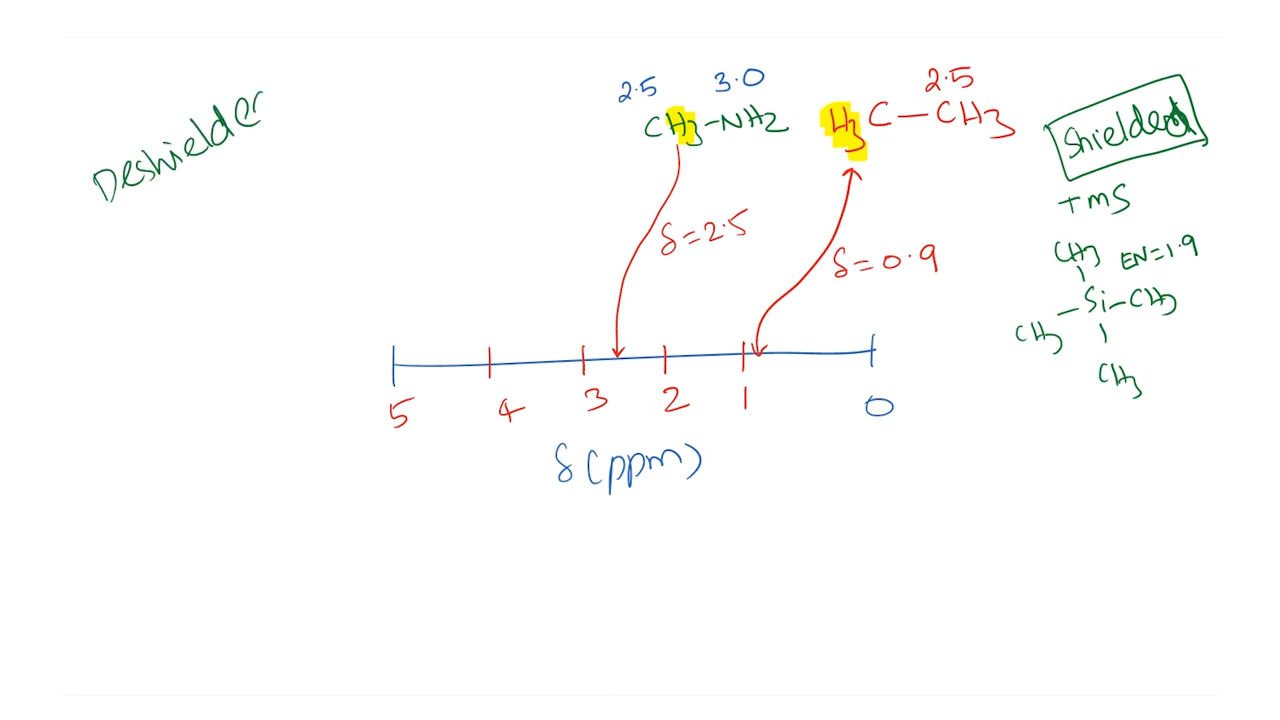 Deshielder
2.5 3.0
CH3-NH2
2.5
H3C-CH3
Shielded
TMS
CH3 EN=1.9
CH3-Si-CH3
CH3
δ=2.5
δ=0.9
5 4 3 2 1 0
δ(ppm)